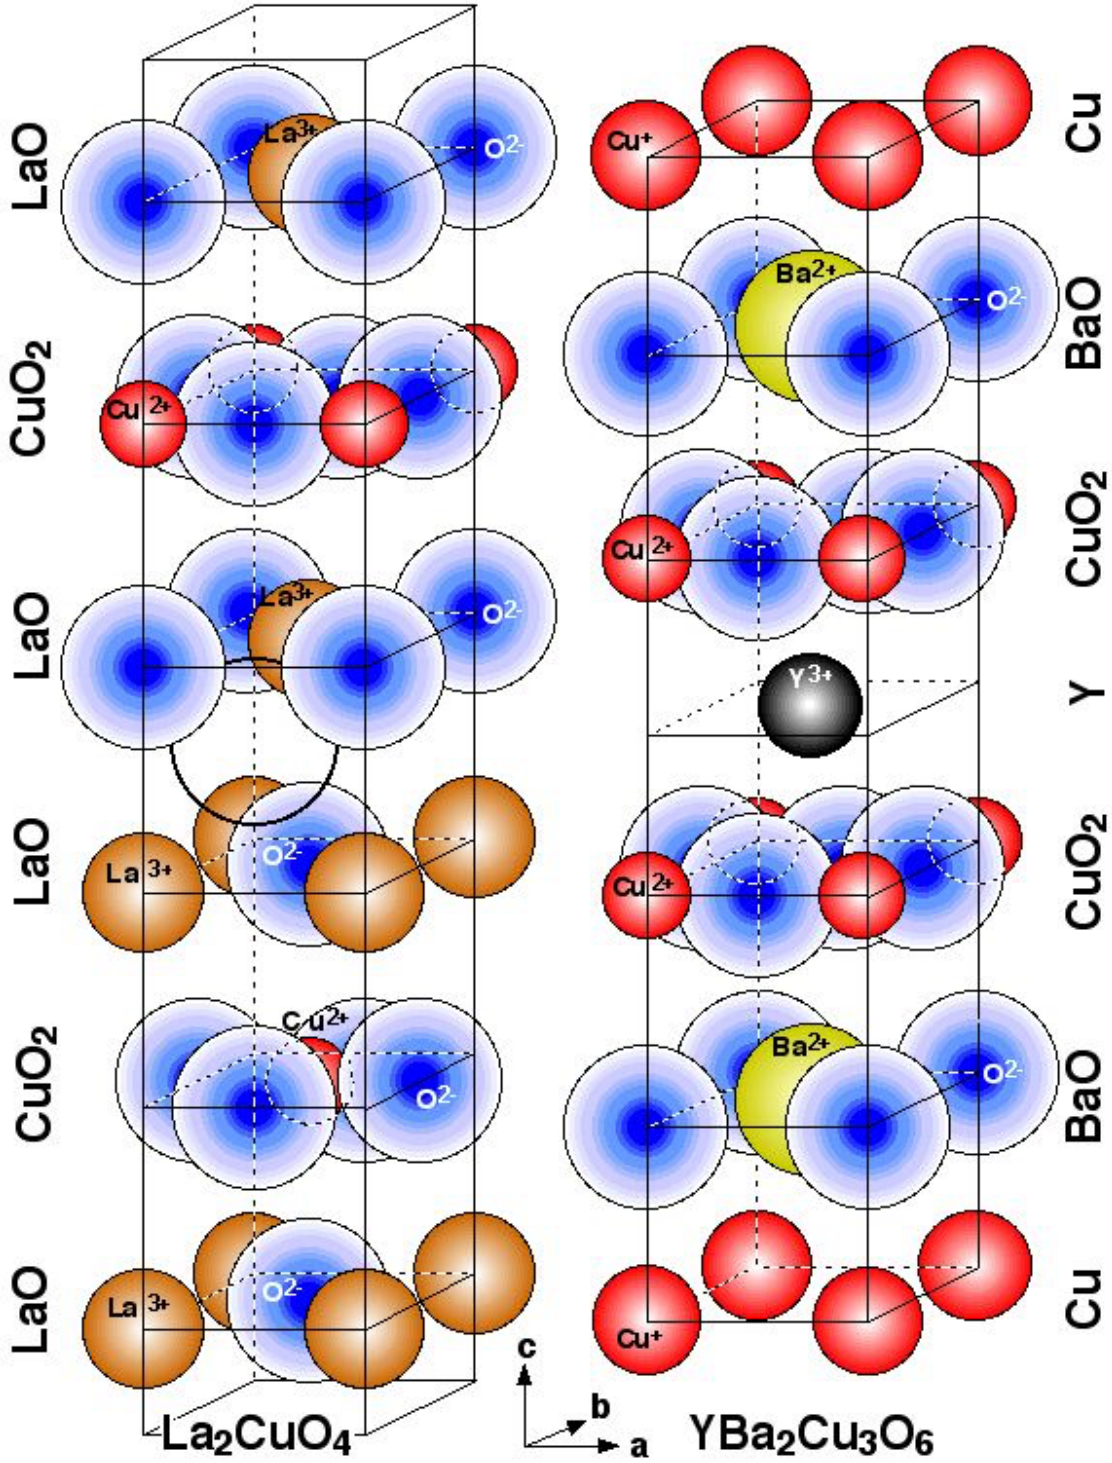 LaO
La³⁺
O²⁻
CuO₂
Cu²⁺
LaO
La³⁺
O²⁻
LaO
La³⁺
O²⁻
CuO₂
Cu²⁺
O²⁻
LaO
La³⁺
O²⁻
La₂CuO₄
c
b
a
Cu
Cu⁺
BaO
Ba²⁺
O²⁻
CuO₂
Cu²⁺
Y
Y³⁺
CuO₂
Cu²⁺
BaO
Ba²⁺
O²⁻
Cu
Cu⁺
YBa₂Cu₃O₆